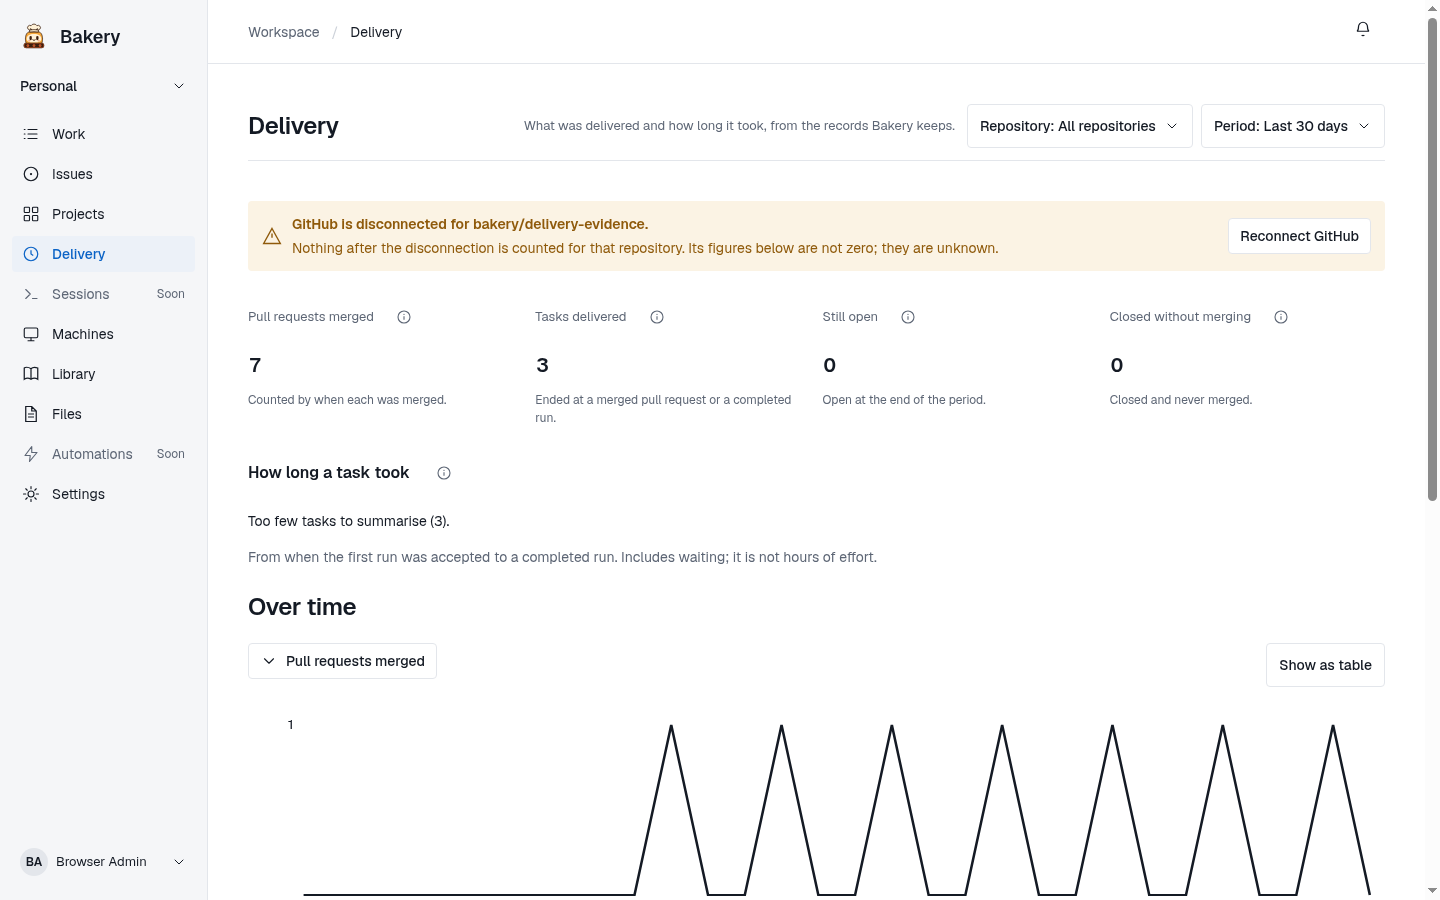 Bakery
Workspace / Delivery
Personal
Work
Issues
Projects
Delivery
Sessions Soon
Machines
Library
Files
Automations Soon
Settings
BA Browser Admin
Delivery
What was delivered and how long it took, from the records Bakery keeps.
Repository: All repositories
Period: Last 30 days
GitHub is disconnected for bakery/delivery-evidence.
Nothing after the disconnection is counted for that repository. Its figures below are not zero; they are unknown.
Reconnect GitHub
Pull requests merged
7
Counted by when each was merged.
Tasks delivered
3
Ended at a merged pull request or a completed
run.
Still open
0
Open at the end of the period.
Closed without merging
0
Closed and never merged.
How long a task took
Too few tasks to summarise (3).
From when the first run was accepted to a completed run. Includes waiting; it is not hours of effort.
Over time
Pull requests merged
Show as table
1